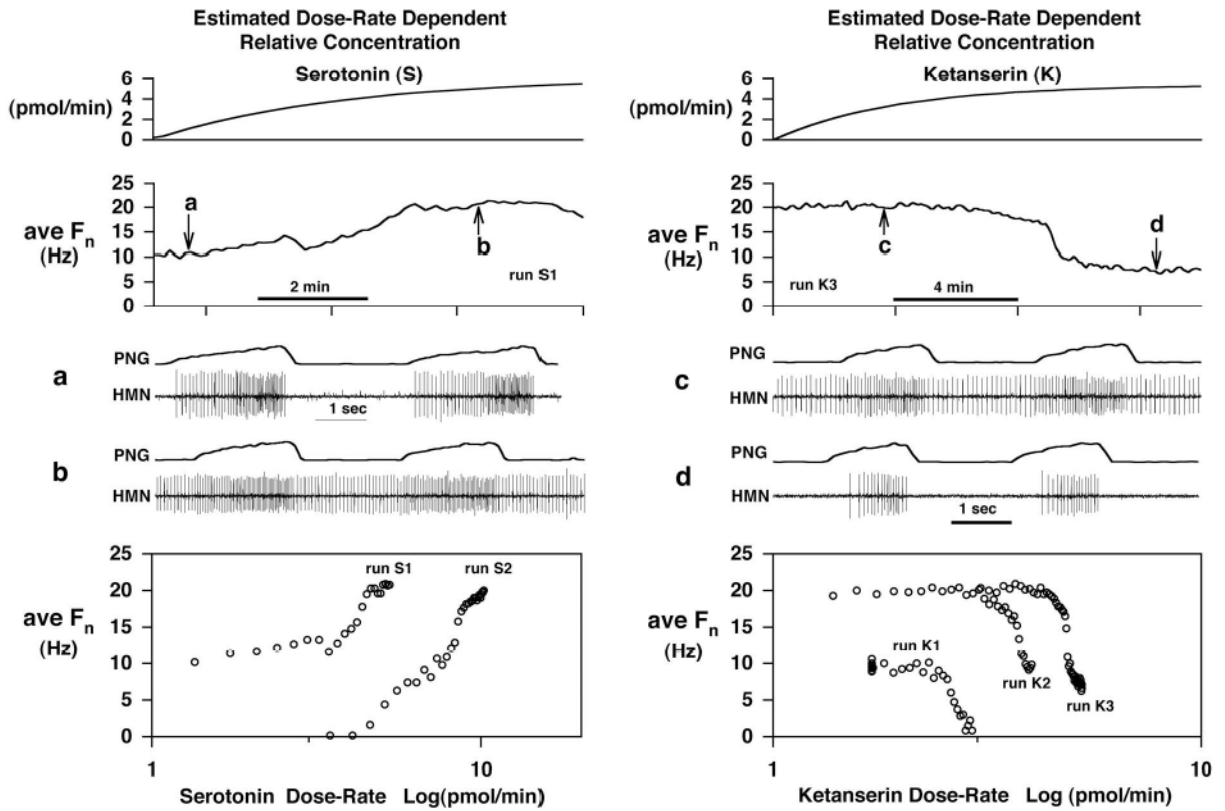 Estimated Dose-Rate Dependent
Relative Concentration
Serotonin (S)
(pmol/min)
6
4
2
0
25
20
15
10
5
0
ave Fn
(Hz)
a
b
2 min
run S1
PNG
a
HMN
1 sec
PNG
b
HMN
25
20
15
10
5
0
ave Fn
(Hz)
run S1
run S2
1
10
Serotonin Dose-Rate Log(pmol/min)
Estimated Dose-Rate Dependent
Relative Concentration
Ketanserin (K)
(pmol/min)
6
4
2
0
25
20
15
10
5
0
ave Fn
(Hz)
c
d
run K3
4 min
PNG
c
HMN
PNG
d
HMN
1 sec
25
20
15
10
5
0
ave Fn
(Hz)
run K1
run K2
run K3
1
10
Ketanserin Dose-Rate Log (pmol/min)